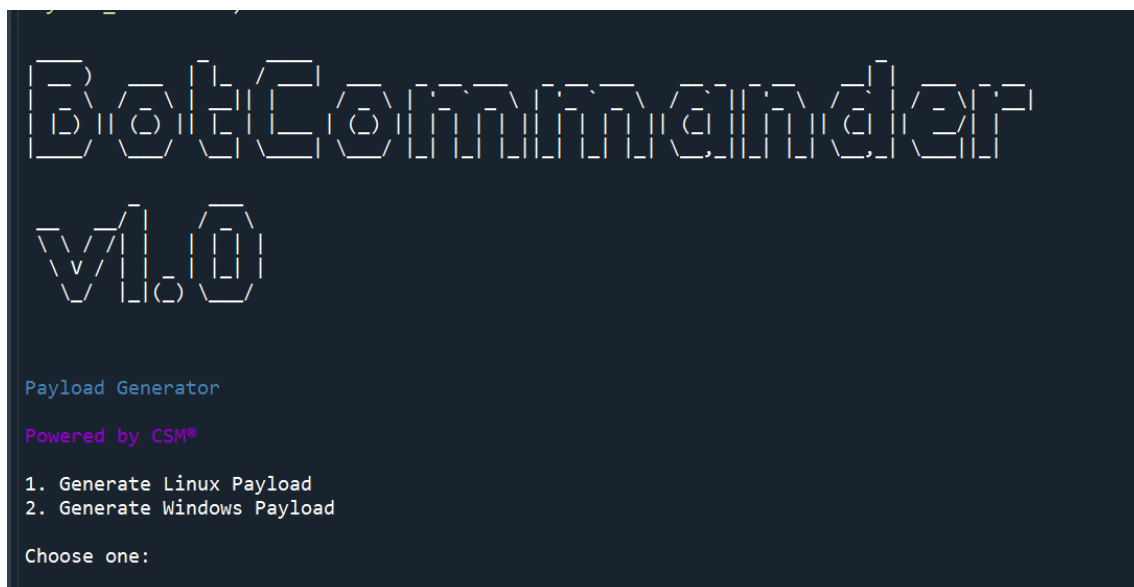 BotCommander
v1.0
Payload Generator
Powered by CSM®
1. Generate Linux Payload
2. Generate Windows Payload
Choose one: